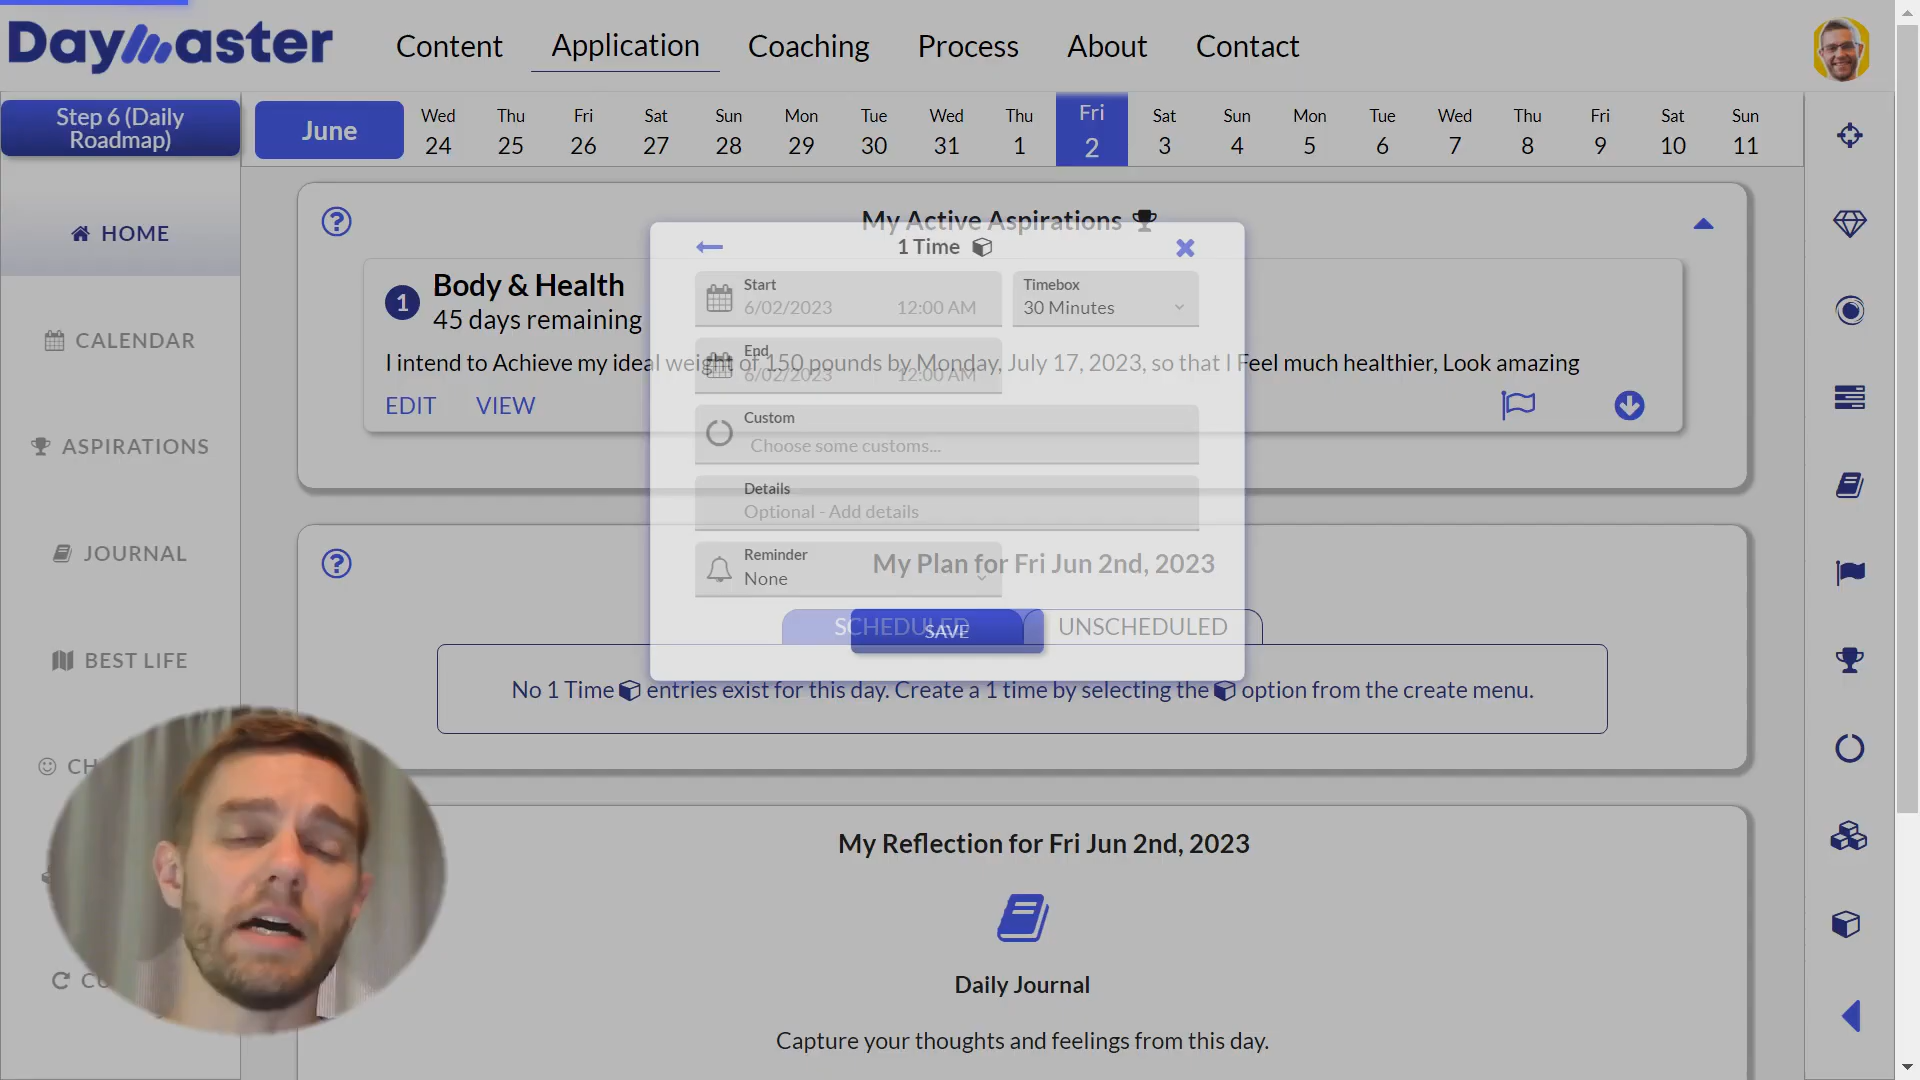 Daymaster
Content
Application
Coaching
Process
About
Contact
Step 6 (Daily
Roadmap)
June
Wed
24
Thu
25
Fri
26
Sat
27
Sun
28
Mon
29
Tue
30
Wed
31
Thu
1
Fri
2
Sat
3
Sun
4
Mon
5
Tue
6
Wed
7
Thu
8
Fri
9
Sat
10
Sun
11
HOME
CALENDAR
ASPIRATIONS
JOURNAL
BEST LIFE
CH
CU
My Active Aspirations
1
Body & Health
45 days remaining
I intend to Achieve my ideal weight of 150 pounds by Monday, July 17, 2023, so that I Feel much healthier, Look amazing
EDIT
VIEW
1 Time
Start
6/02/2023
12:00 AM
Timebox
30 Minutes
End
6/02/2023
12:00 AM
Custom
Choose some customs...
Details
Optional - Add details
Reminder
None
SAVE
My Plan for Fri Jun 2nd, 2023
SCHEDULED
UNSCHEDULED
No 1 Time entries exist for this day. Create a 1 time by selecting the option from the create menu.
My Reflection for Fri Jun 2nd, 2023
Daily Journal
Capture your thoughts and feelings from this day.